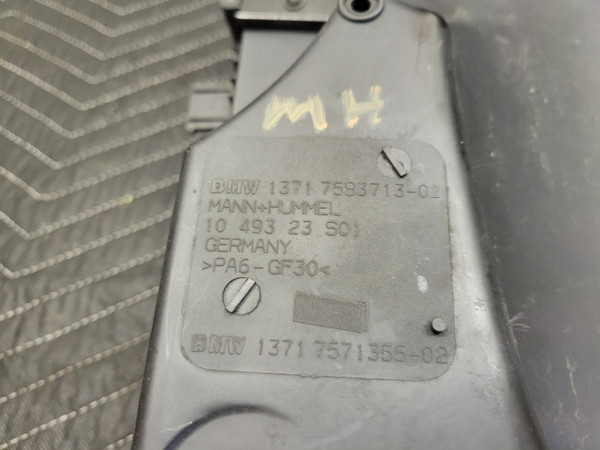 MH
BMW 1371 7593713-02
MANN+HUMMEL
10 493 23 S01
GERMANY
>PA6-GF30<
BMW 1371 7571355-02